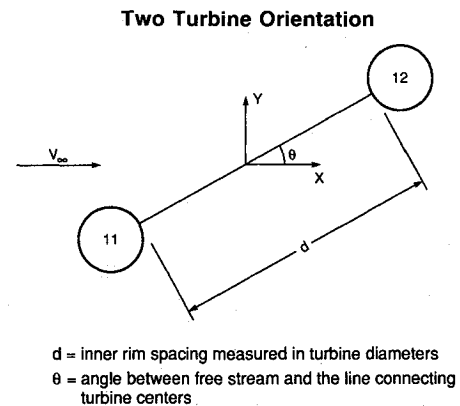 Two Turbine Orientation
12
Y
V∞
θ
X
11
d
d = inner rim spacing measured in turbine diameters
θ = angle between free stream and the line connecting
turbine centers